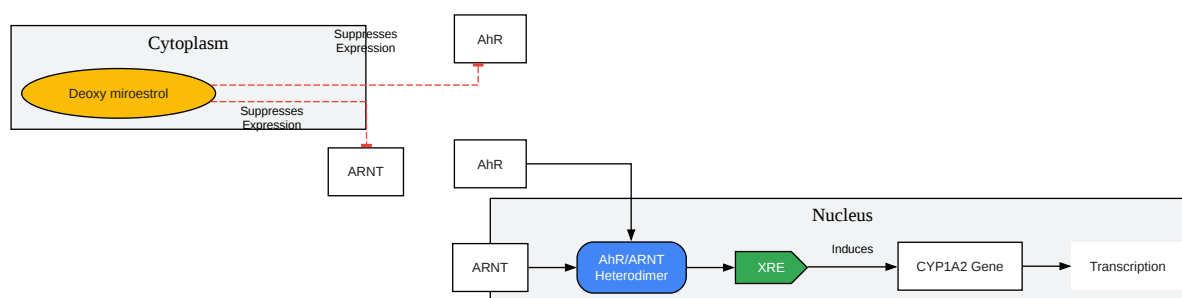 Cytoplasm
Suppresses
Expression
AhR
Deoxy miroestrol
Suppresses
Expression
ARNT
AhR
Nucleus
ARNT
AhR/ARNT
Heterodimer
XRE
Induces
CYP1A2 Gene
Transcription